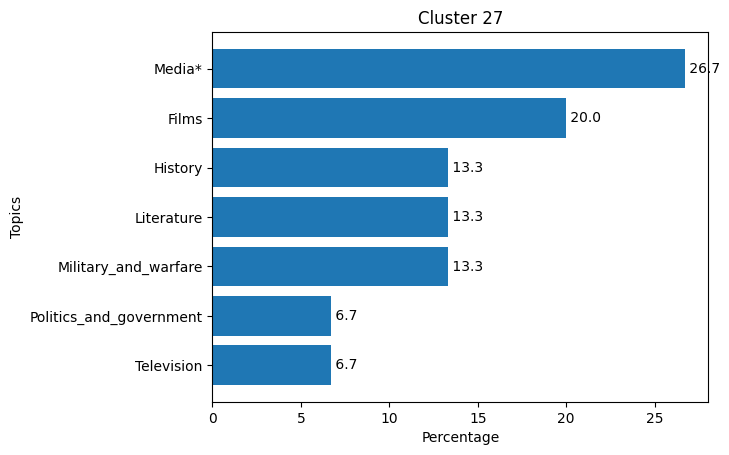 Cluster 27
Media* 26.7
Films 20.0
History 13.3
Literature 13.3
Military_and_warfare 13.3
Politics_and_government 6.7
Television 6.7
0 5 10 15 20 25
Percentage
Topics